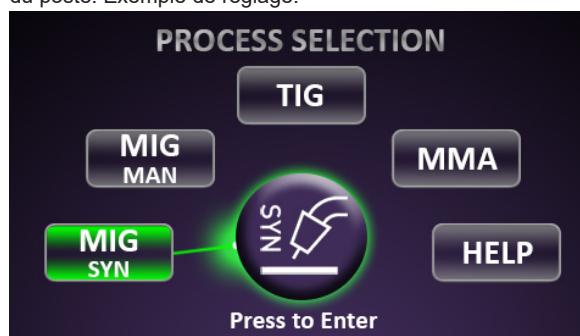 du poste. Exemple de réglage:
PROCESS SELECTION
TIG
MIG
MAN
MMA
MIG
SYN
SYN
HELP
Press to Enter